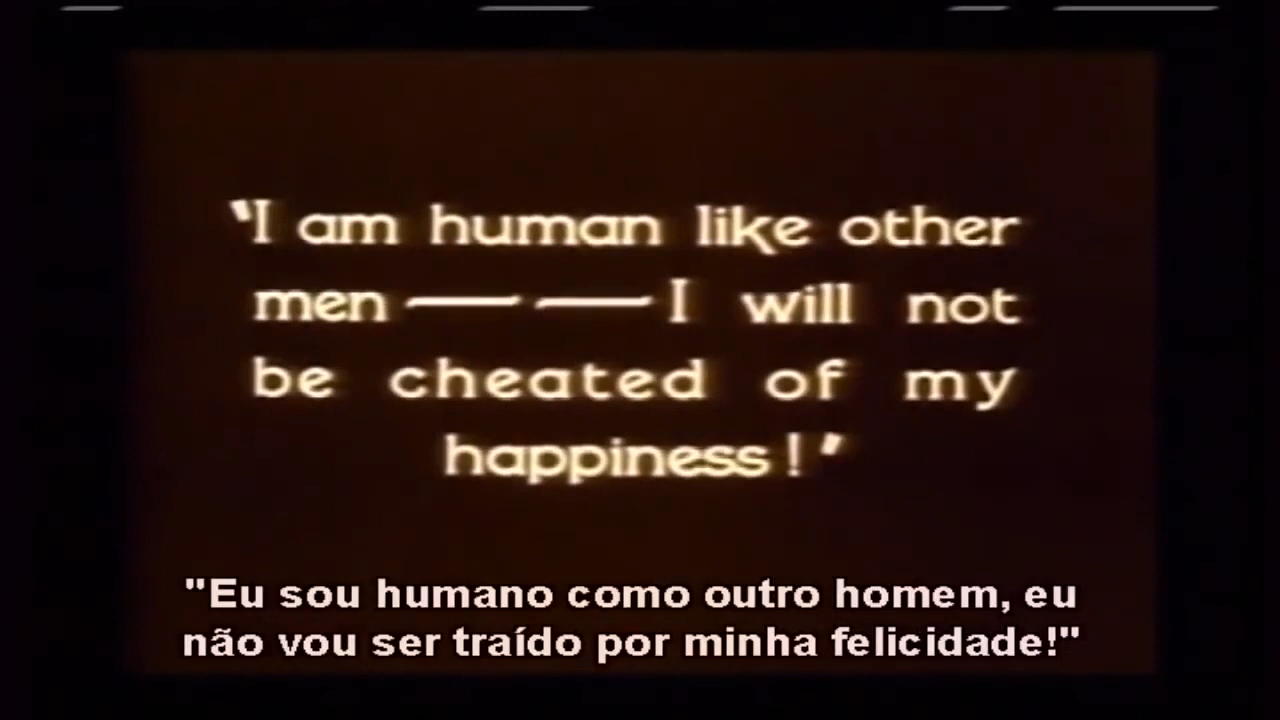 "I am human like other
men — — I will not
be cheated of my
happiness!"
"Eu sou humano como outro homem, eu
não vou ser traído por minha felicidade!"